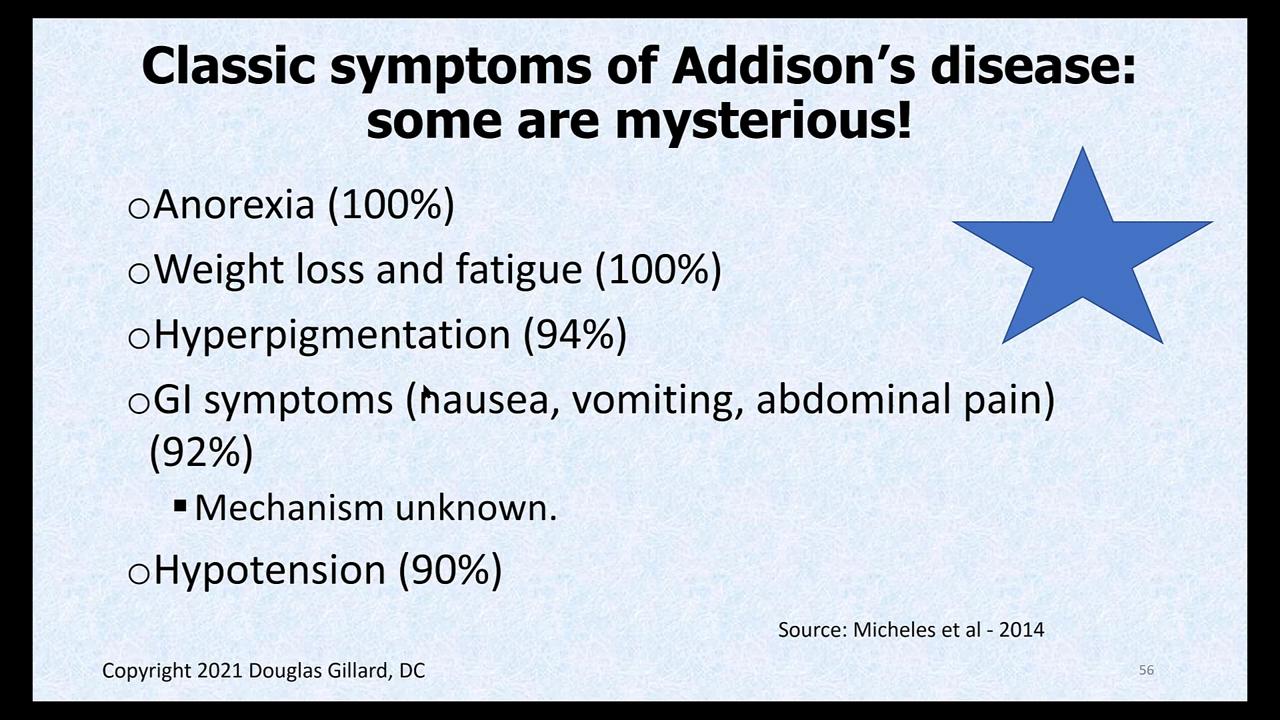 Classic symptoms of Addison’s disease:
some are mysterious!
oAnorexia (100%)
oWeight loss and fatigue (100%)
oHyperpigmentation (94%)
oGI symptoms (nausea, vomiting, abdominal pain)
(92%)
▪Mechanism unknown.
oHypotension (90%)
Source: Micheles et al - 2014
Copyright 2021 Douglas Gillard, DC
56